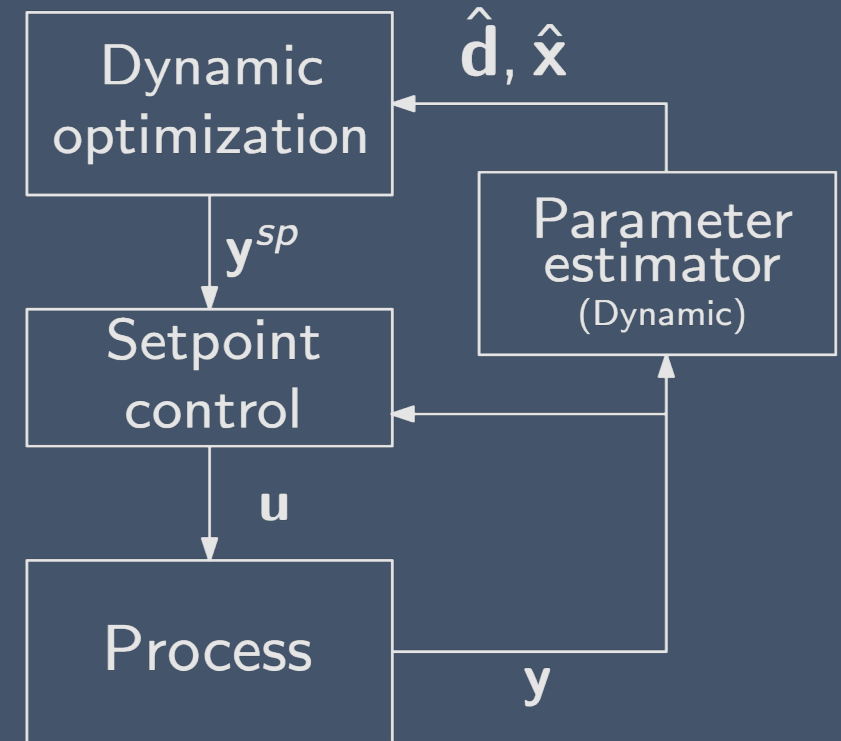 Dynamic
optimization
d̂, x̂
Parameter
estimator
(Dynamic)
y^sp
Setpoint
control
u
Process
y